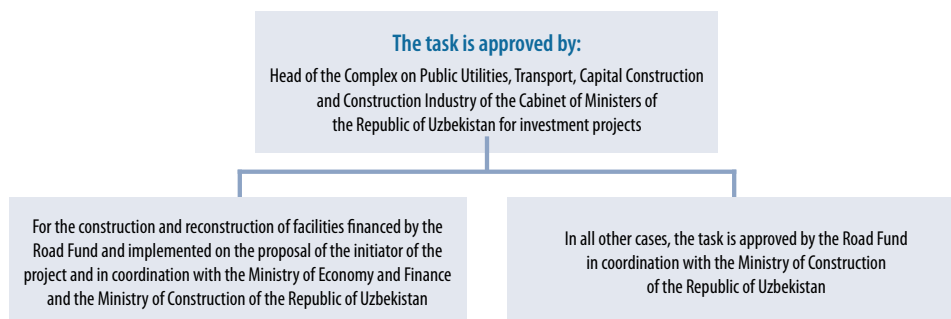 The task is approved by:
Head of the Complex on Public Utilities, Transport, Capital Construction
and Construction Industry of the Cabinet of Ministers of
the Republic of Uzbekistan for investment projects
For the construction and reconstruction of facilities financed by the
Road Fund and implemented on the proposal of the initiator of the
project and in coordination with the Ministry of Economy and Finance
and the Ministry of Construction of the Republic of Uzbekistan
In all other cases, the task is approved by the Road Fund
in coordination with the Ministry of Construction
of the Republic of Uzbekistan